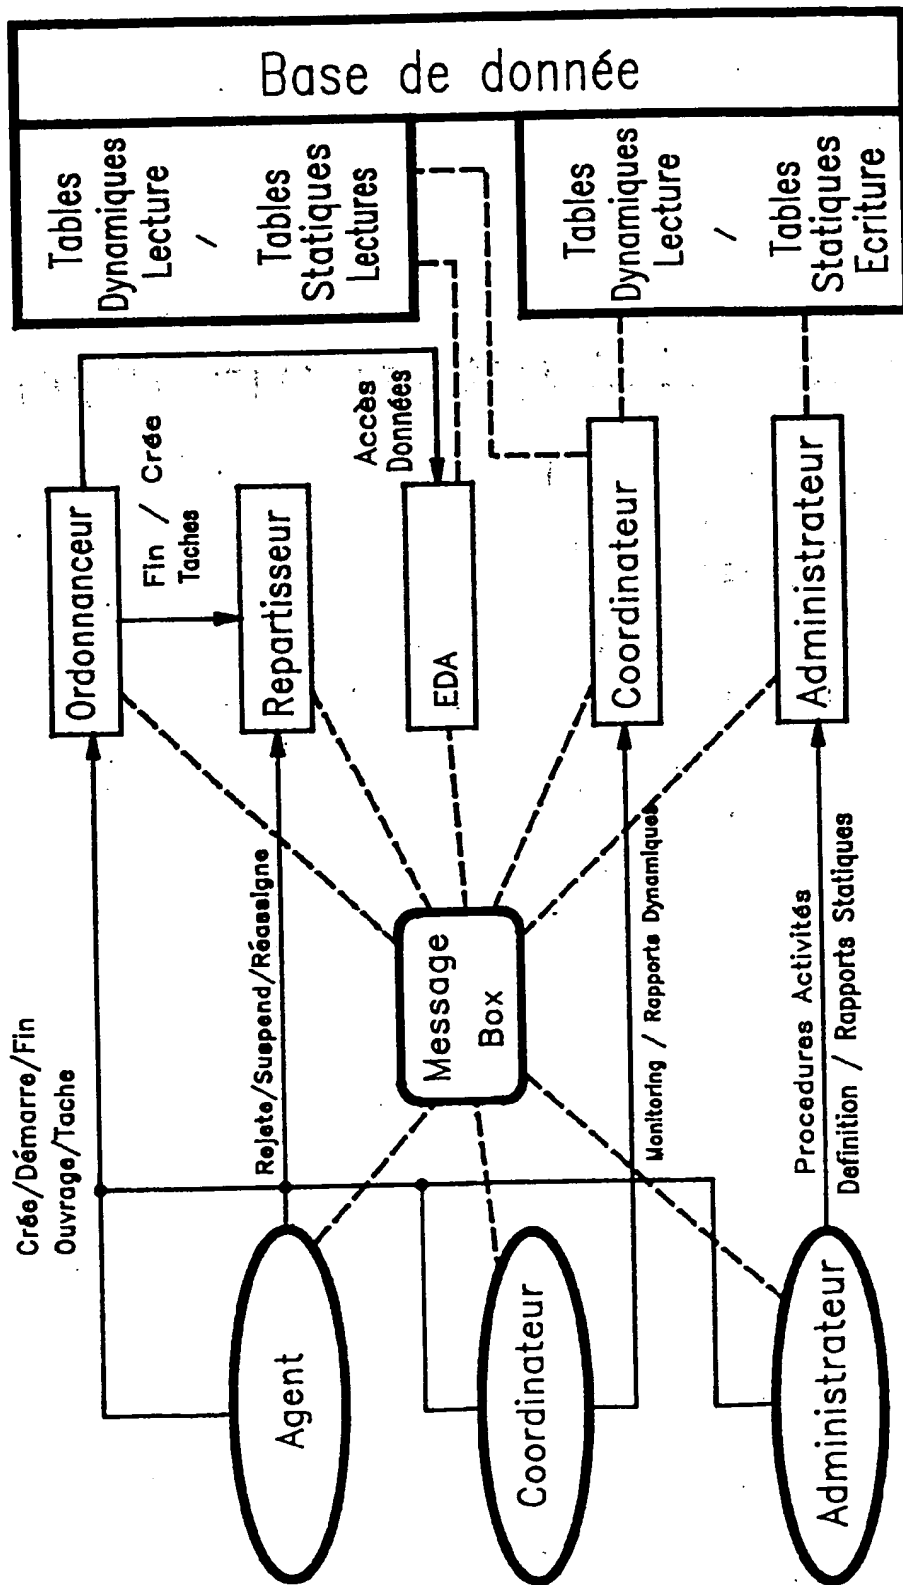 Base de donnée
Tables
Dynamiques
Lecture
/
Tables
Statiques
Lectures
Tables
Dynamiques
Lecture
/
Tables
Statiques
Ecriture
Ordonnanceur
Fin / Crée
Taches
Repartisseur
Accès
Données
EDA
Coordinateur
Administrateur
Crée/Démarre/Fin
Ouvrage/Tache
Rejete/Suspend/Réassigne
Message
Box
Monitoring / Rapports Dynamiques
Procedures Activités
Definition / Rapports Statiques
Agent
Coordinateur
Administrateur